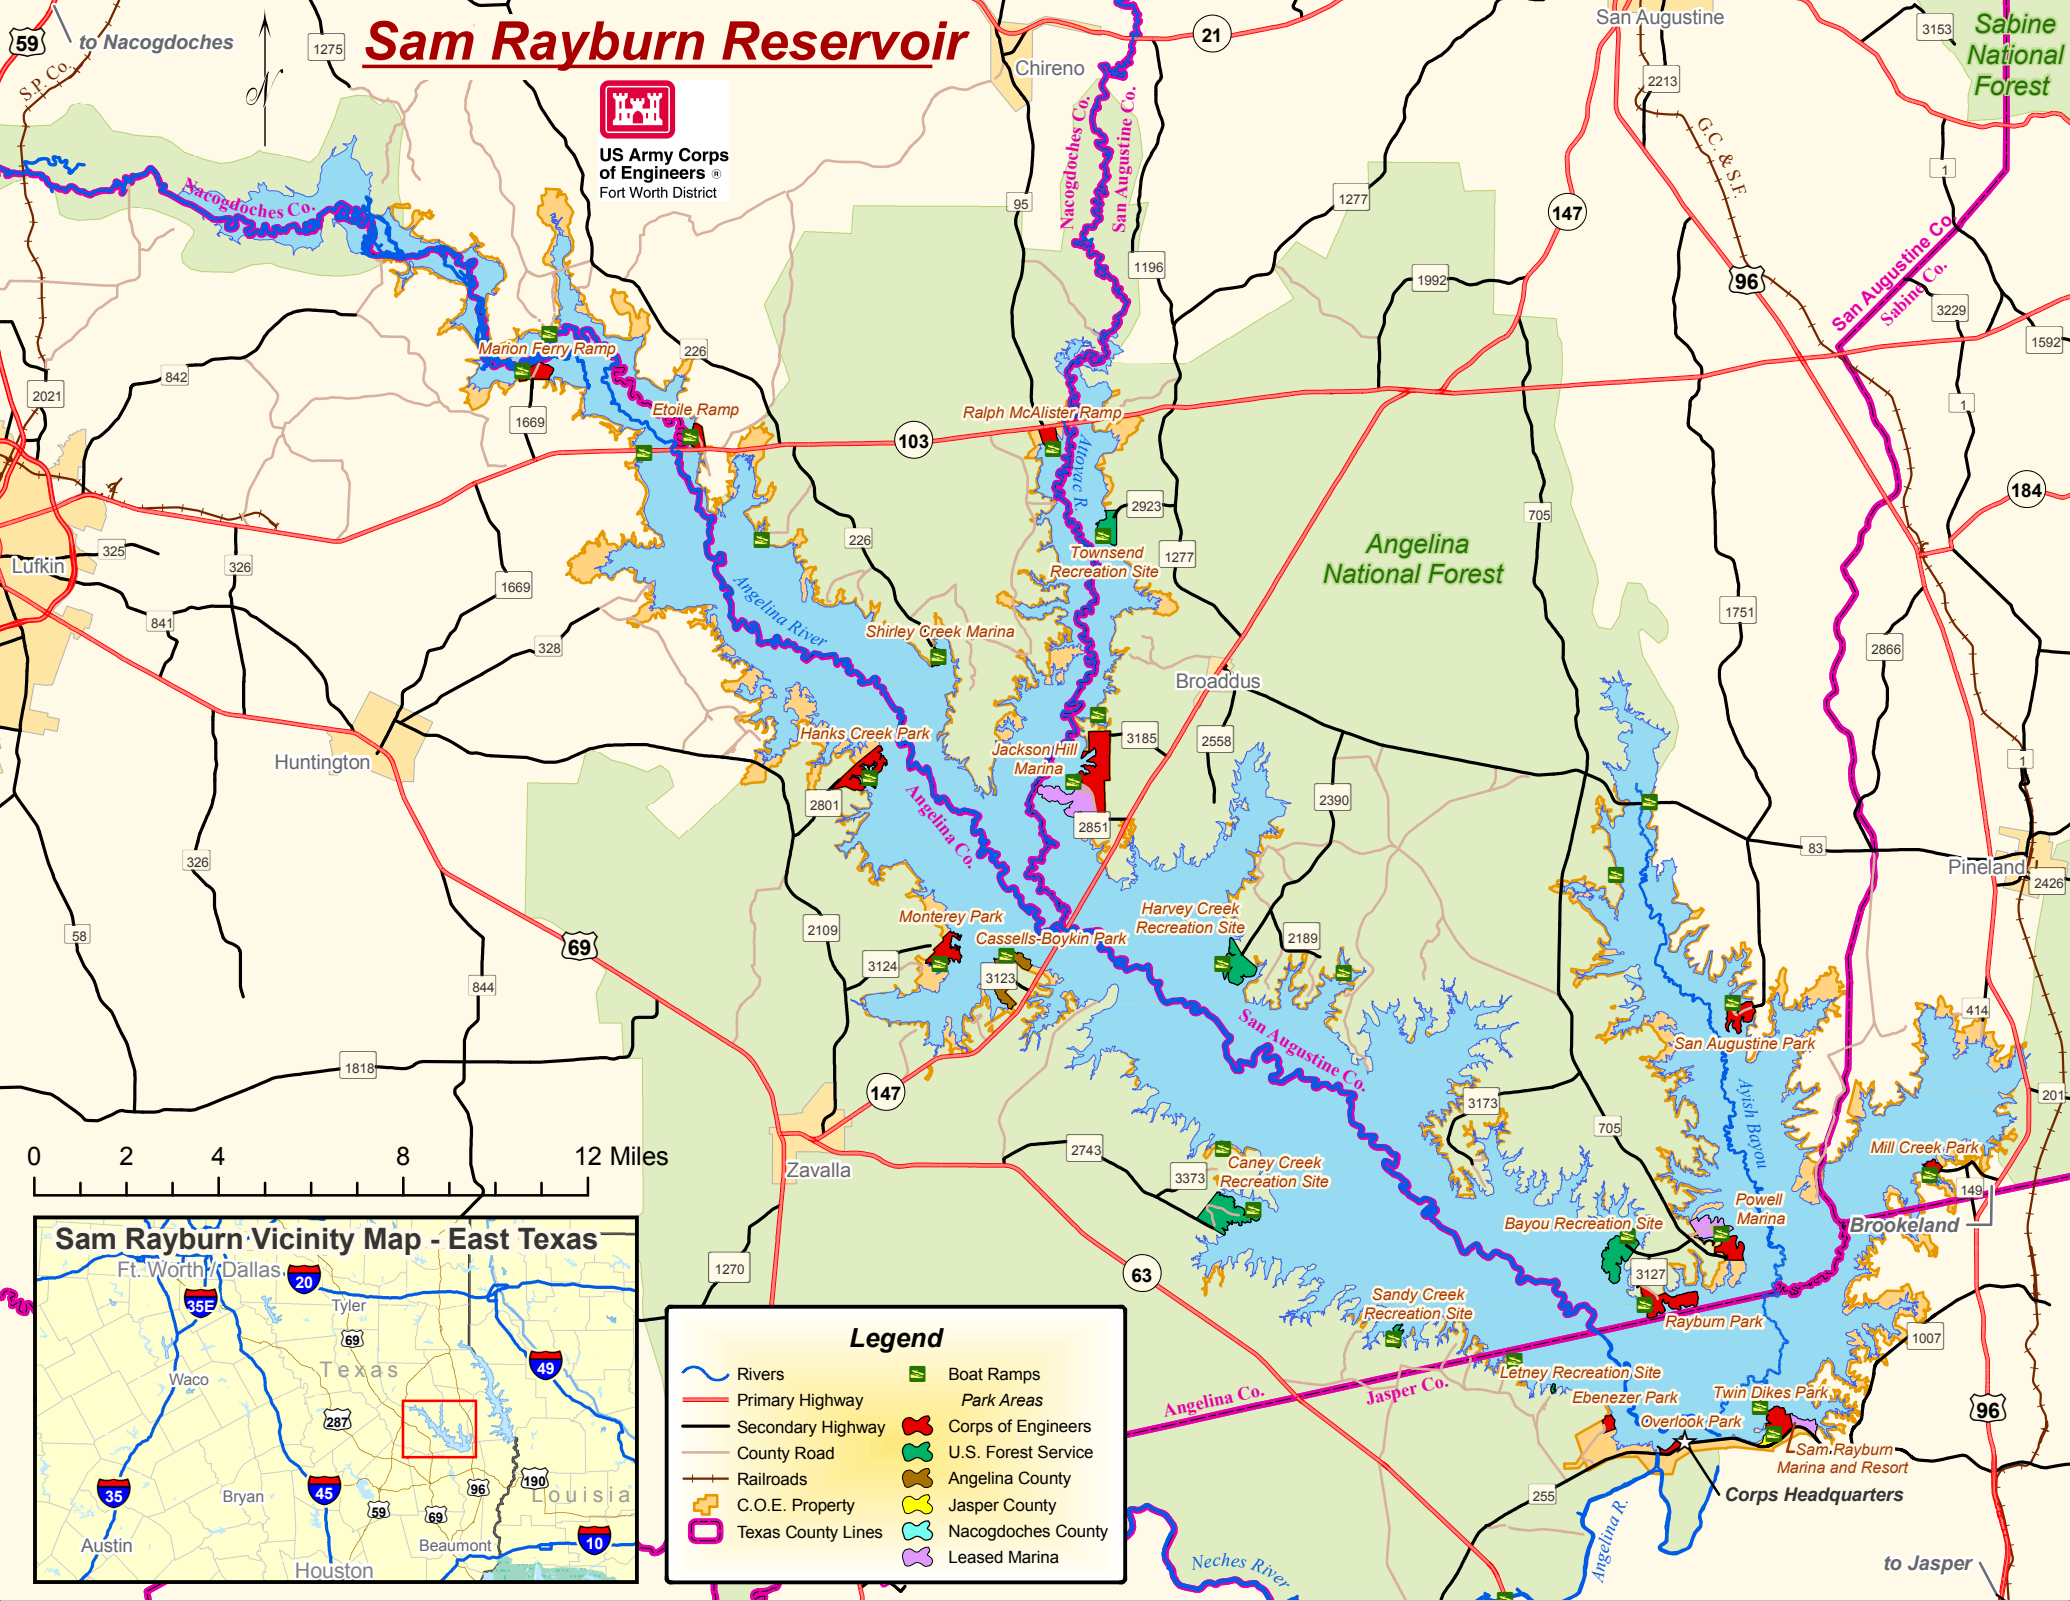 Sam Rayburn Reservoir
US Army Corps
of Engineers ®
Fort Worth District
N
59
to Nacogdoches
S.P. Co.
1275
Chireno
21
San Augustine
3153
Sabine
National
Forest
2213
G.C. & S.F.
1
Nacogdoches Co.
Nacogdoches Co.
San Augustine Co.
95
1277
147
1196
1992
96
San Augustine Co.
Sabine Co.
3229
1592
Marion Ferry Ramp
226
842
2021
1669
Etoile Ramp
Ralph McAlister Ramp
103
Attoyac R.
1
184
2923
705
Townsend
Recreation Site
1277
Angelina
National Forest
325
Lufkin
326
226
1669
Angelina River
841
328
Shirley Creek Marina
1751
2866
Broaddus
Hanks Creek Park
Jackson Hill
Marina
3185
2558
Huntington
2801
Angelina Co.
2851
2390
1
83
Pineland
2426
326
58
69
2109
Monterey Park
Cassells-Boykin Park
Harvey Creek
Recreation Site
2189
3124
3123
844
San Augustine Co.
414
San Augustine Park
1818
147
3173
705
Ayish Bayou
201
0 2 4 8 12 Miles
Zavalla
2743
3373
Caney Creek
Recreation Site
Mill Creek Park
149
Brookeland
Powell
Marina
Bayou Recreation Site
3127
1270
63
Sandy Creek
Recreation Site
Rayburn Park
1007
Letney Recreation Site
Ebenezer Park
Twin Dikes Park
Overlook Park
Angelina Co.
Jasper Co.
96
Sam Rayburn
Marina and Resort
Corps Headquarters
255
Angelina R.
Neches River
to Jasper
Sam Rayburn Vicinity Map - East Texas
Ft. Worth / Dallas
20
35E
Tyler
69
49
Texas
Waco
287
35
Bryan
45
59
69
96
190
Louisia
Austin
Houston
Beaumont
10
Legend
Rivers
Primary Highway
Secondary Highway
County Road
Railroads
C.O.E. Property
Texas County Lines
Boat Ramps
Park Areas
Corps of Engineers
U.S. Forest Service
Angelina County
Jasper County
Nacogdoches County
Leased Marina